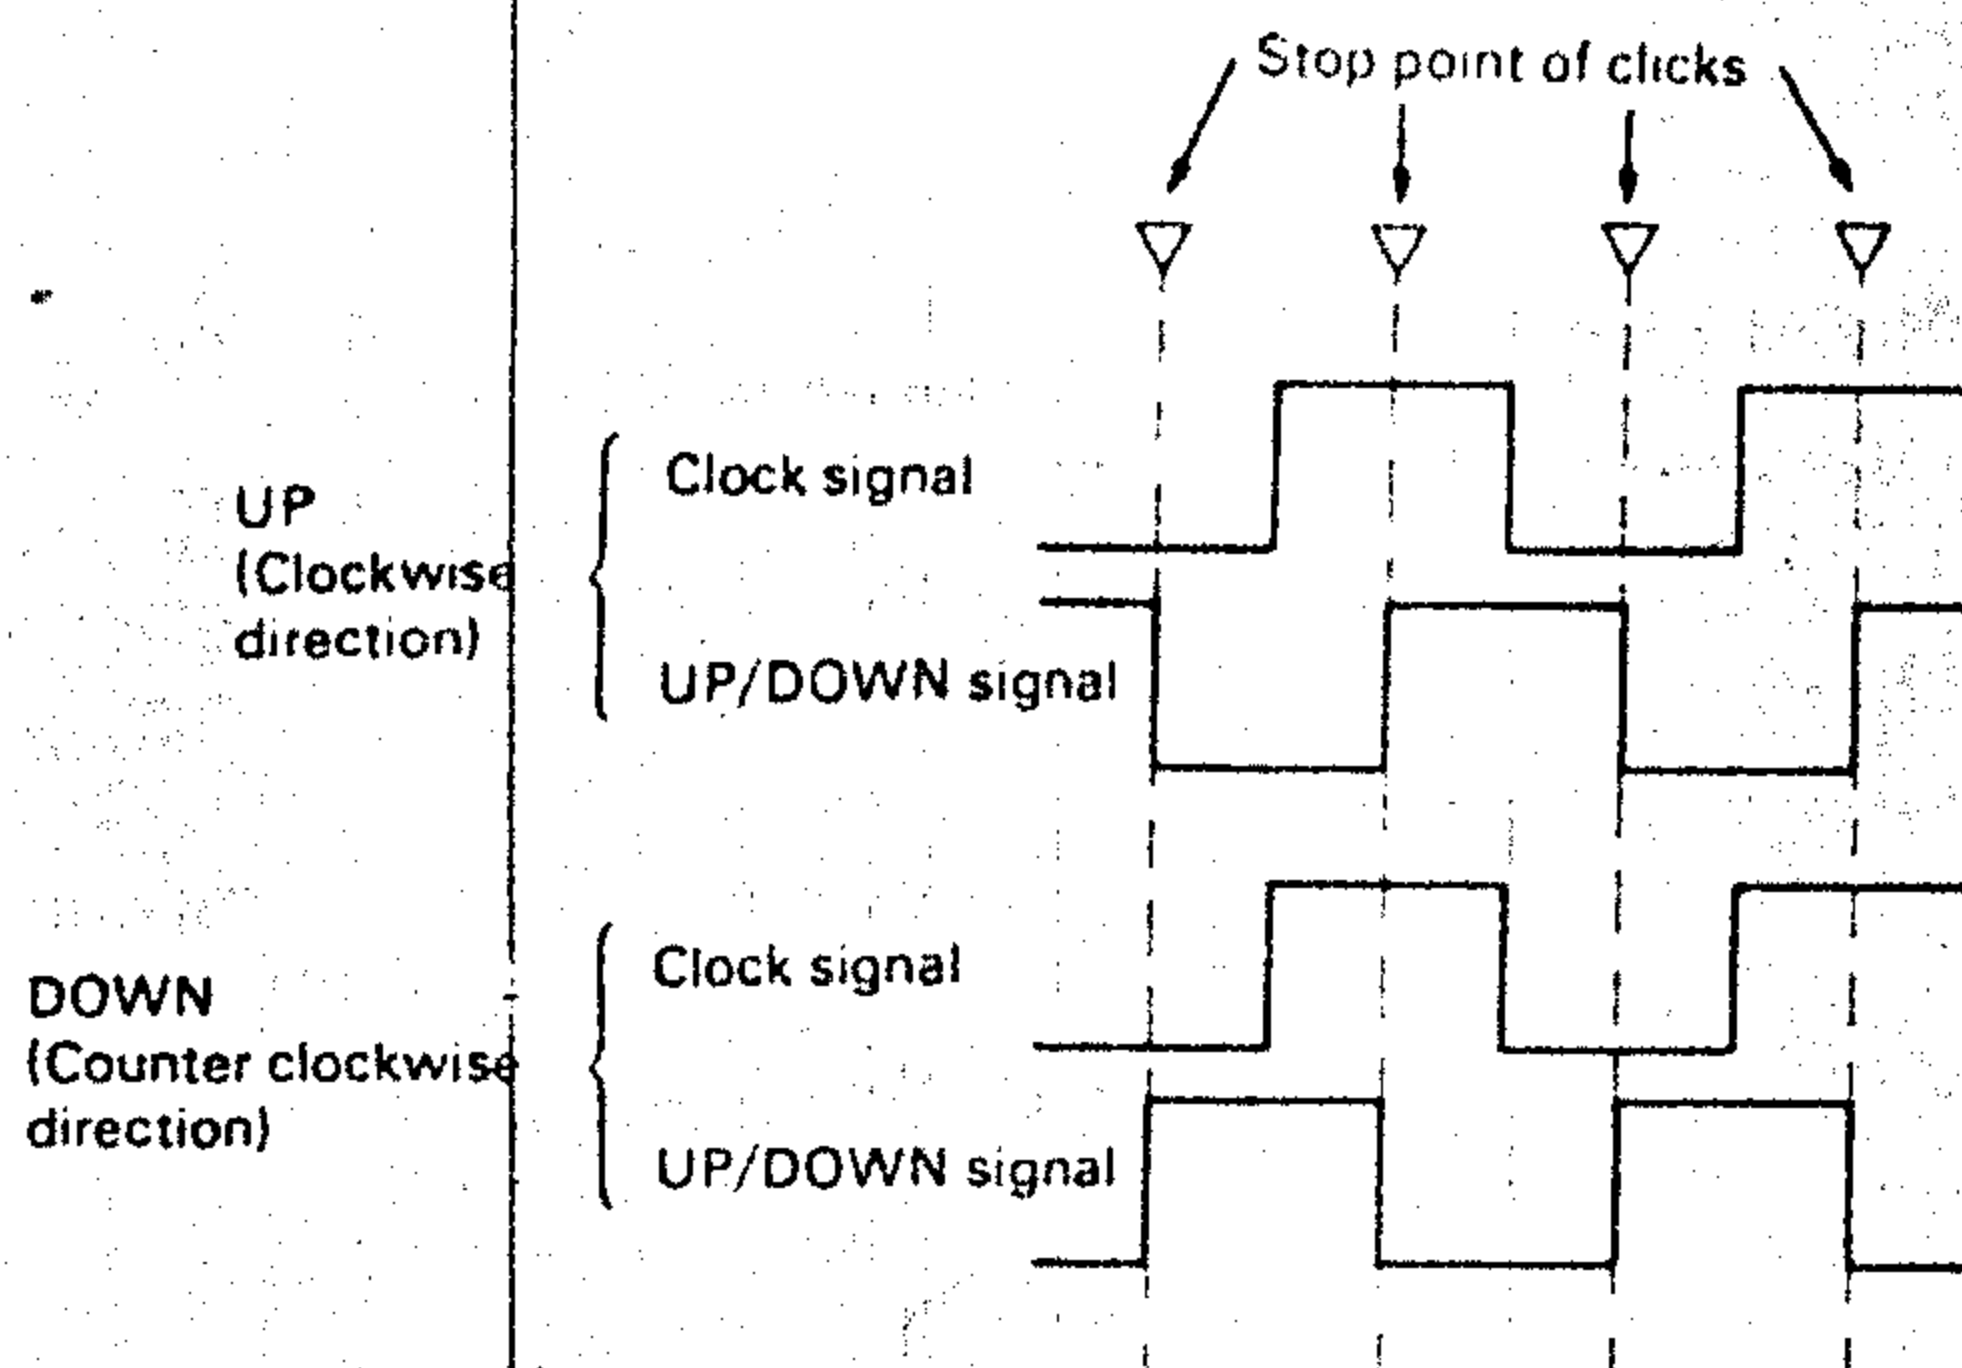 Stop point of clicks
UP
(Clockwise
direction)
Clock signal
UP/DOWN signal
DOWN
(Counter clockwise
direction)
Clock signal
UP/DOWN signal